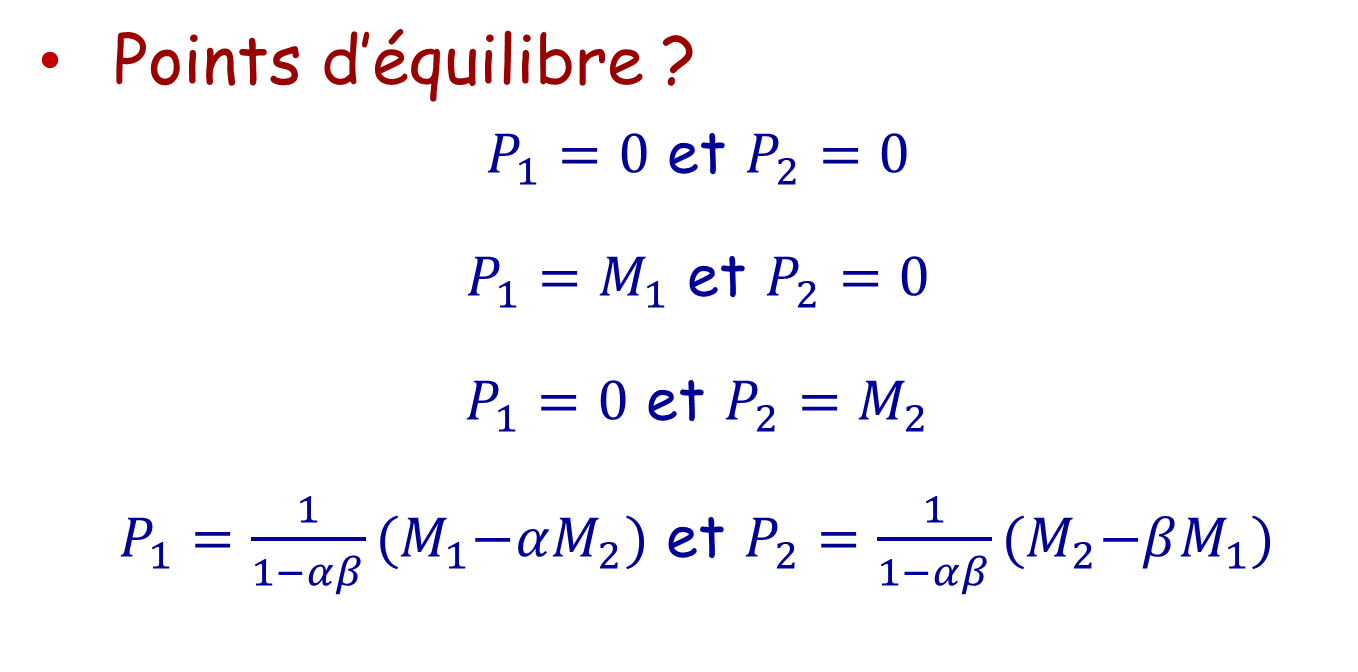 • Points d'équilibre ?
P₁ = 0 et P₂ = 0
P₁ = M₁ et P₂ = 0
P₁ = 0 et P₂ = M₂
P₁ = 1/(1−αβ) (M₁−αM₂) et P₂ = 1/(1−αβ) (M₂−βM₁)